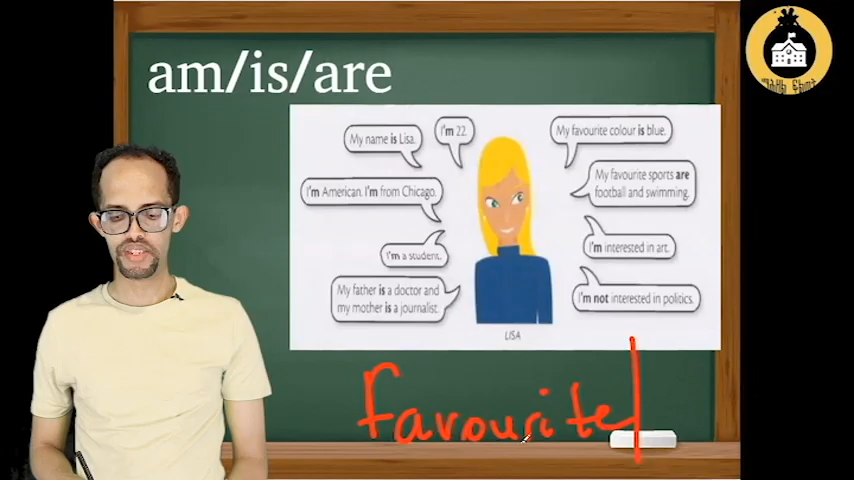 am/is/are
My name is Lisa.
I'm 22.
I'm American. I'm from Chicago.
I'm a student.
My father is a doctor and
my mother is a journalist.
My favourite colour is blue.
My favourite sports are
football and swimming.
I'm interested in art.
I'm not interested in politics.
LISA
favourite